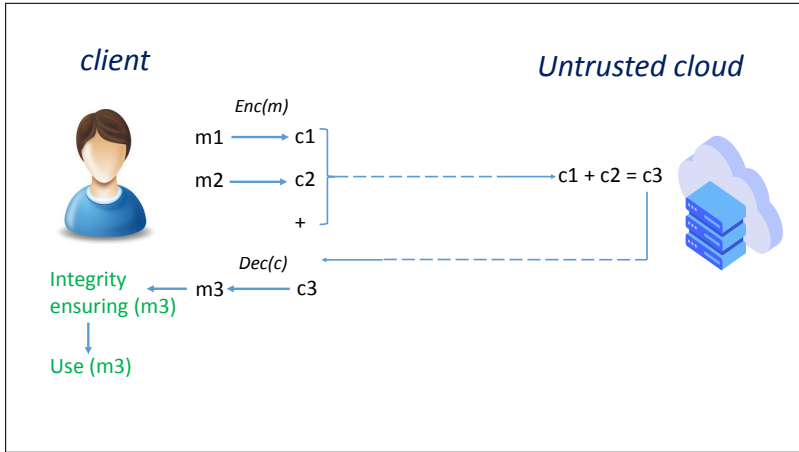 client
Untrusted cloud
Enc(m)
m1 c1
m2 c2
+
c1 + c2 = c3
Dec(c)
m3 c3
Integrity
ensuring (m3)
Use (m3)